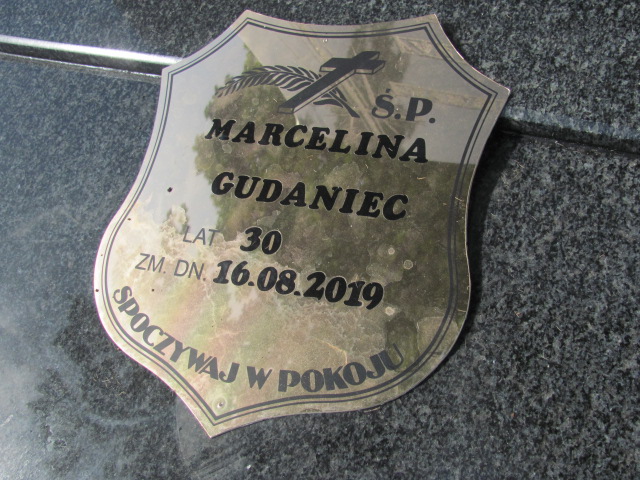 Ś.P.
MARCELINA
GUDANIEC
LAT 30
ZM. DN. 16.08.2019
SPOCZYWAJ W POKOJU